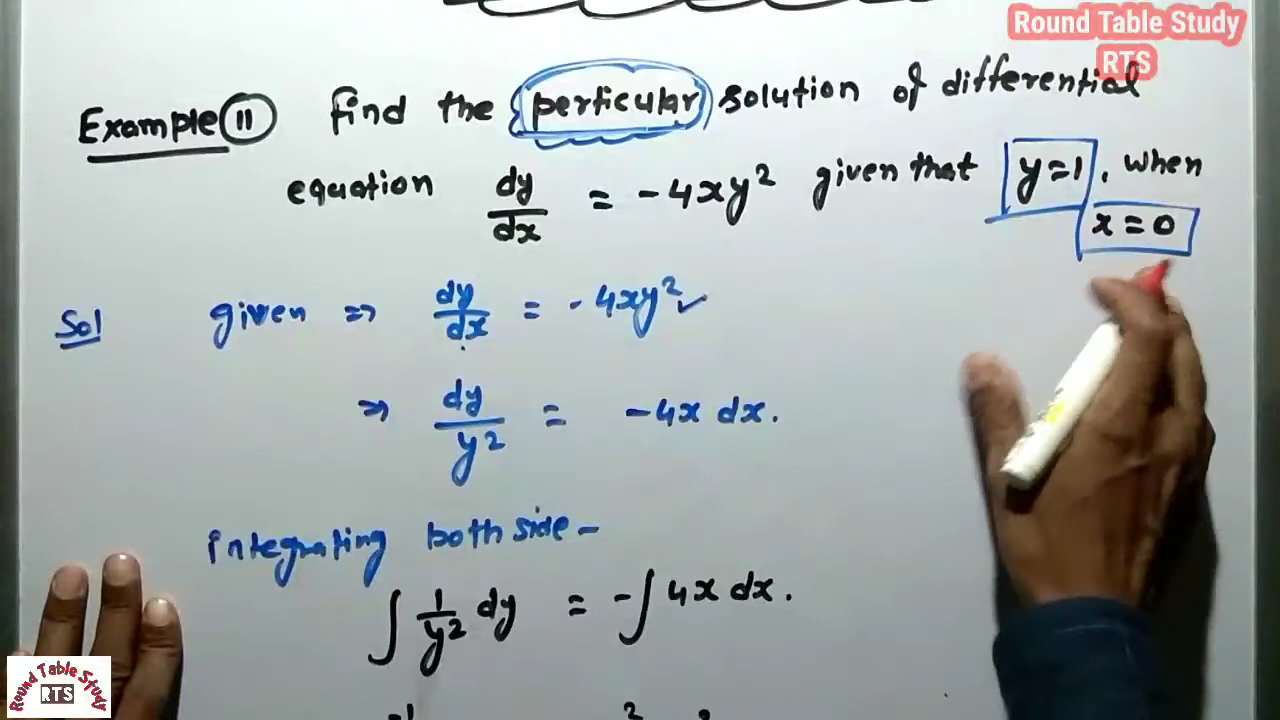 Round Table Study
RTS
Example 11 find the perticular solution of differential
equation dy/dx = -4xy² given that y=1, when
x=0
Sol given ⇒ dy/dx = -4xy² ✓
⇒ dy/y² = -4x dx.
integrating both side -
∫ 1/y² dy = -∫ 4x dx.
Round Table Study
RTS